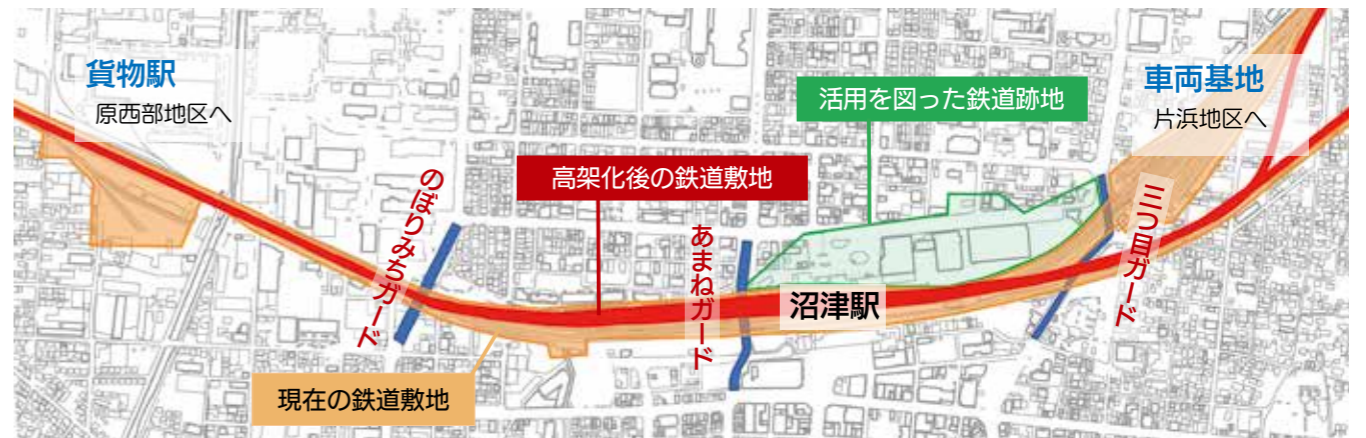 貨物駅
原西部地区へ
車両基地
片浜地区へ
活用を図った鉄道跡地
高架化後の鉄道敷地
のぼりみちガード
あまねガード
三つ目ガード
沼津駅
現在の鉄道敷地